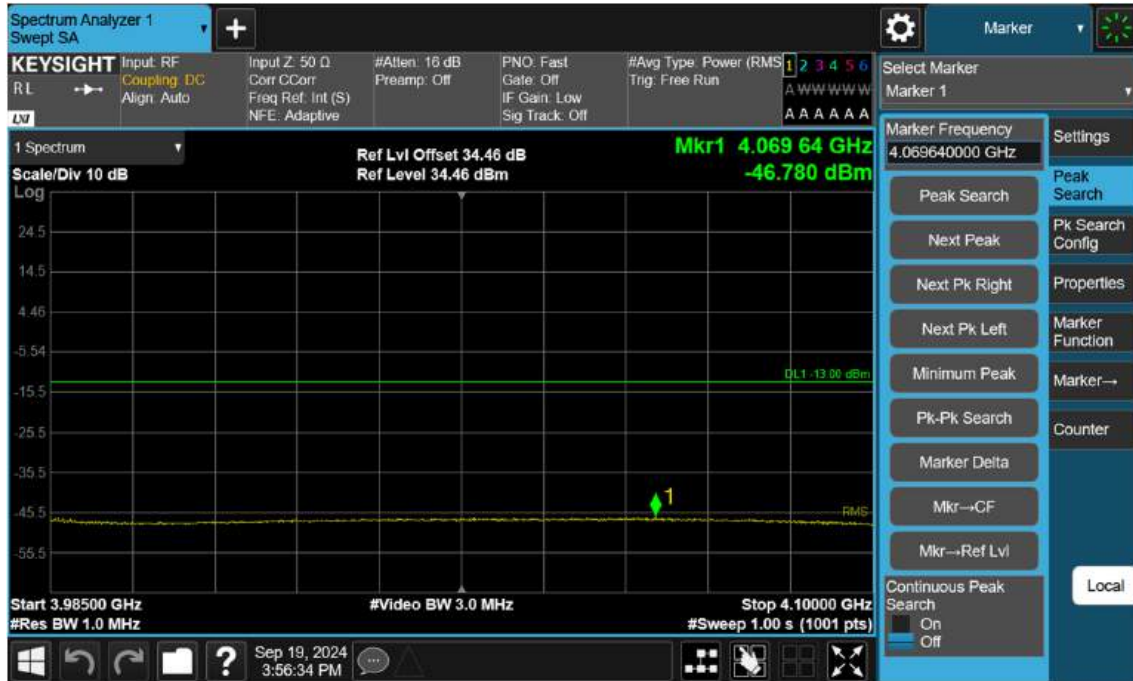 Spectrum Analyzer 1
Swept SA
Marker
KEYSIGHT
R L
LXI
Input: RF
Coupling: DC
Align: Auto
Input Z: 50 Ω
Corr CCorr
Freq Ref: Int (S)
NFE: Adaptive
#Atten: 16 dB
Preamp: Off
PNO: Fast
Gate: Off
IF Gain: Low
Sig Track: Off
#Avg Type: Power (RMS
Trig: Free Run
1 2 3 4 5 6
A W W W W W
A A A A A A
Select Marker
Marker 1
1 Spectrum
Scale/Div 10 dB
Log
Ref Lvl Offset 34.46 dB
Ref Level 34.46 dBm
Mkr1 4.069 64 GHz
-46.780 dBm
24.5
14.5
4.46
-5.54
-15.5
-25.5
-35.5
-45.5
-55.5
DL1 -13.00 dBm
1
RMS
Start 3.98500 GHz
#Res BW 1.0 MHz
#Video BW 3.0 MHz
Stop 4.10000 GHz
#Sweep 1.00 s (1001 pts)
Marker Frequency
4.069640000 GHz
Peak Search
Next Peak
Next Pk Right
Next Pk Left
Minimum Peak
Pk-Pk Search
Marker Delta
Mkr→CF
Mkr→Ref Lvl
Continuous Peak
Search
On
Off
Settings
Peak
Search
Pk Search
Config
Properties
Marker
Function
Marker→
Counter
Local
?
Sep 19, 2024
3:56:34 PM